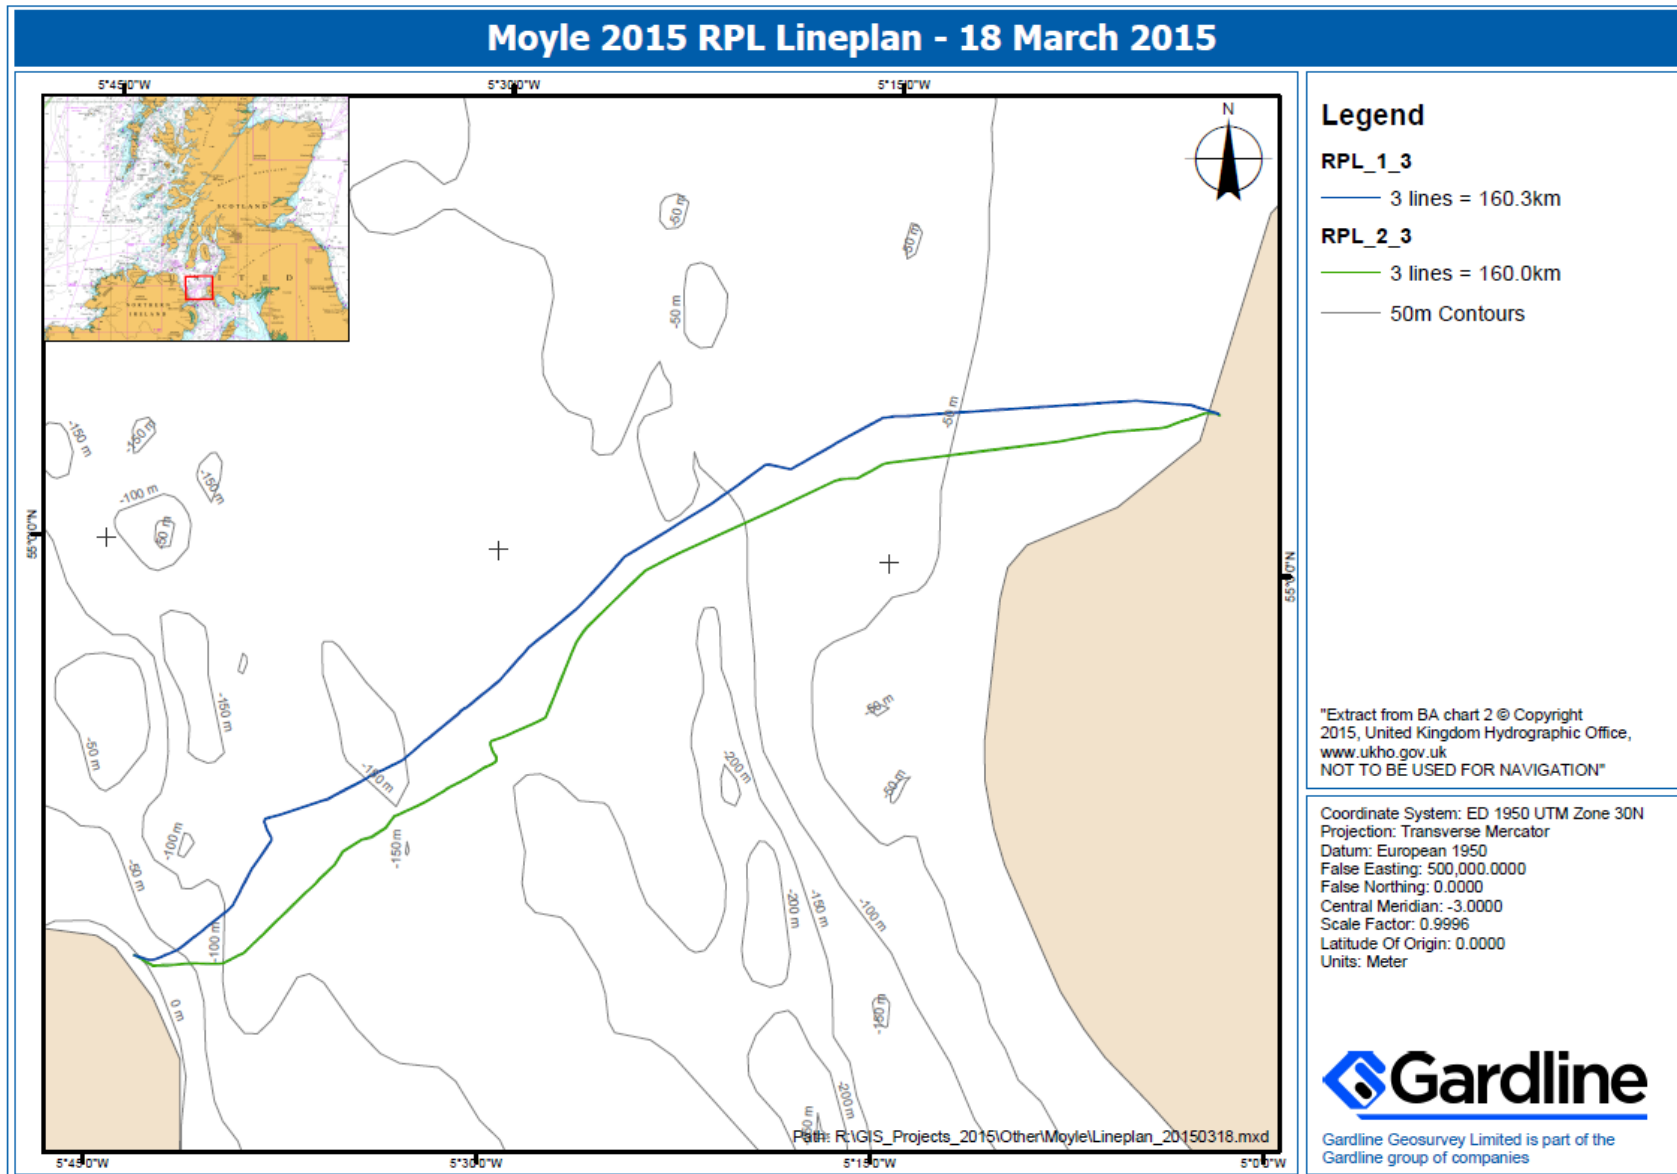 Moyle 2015 RPL Lineplan - 18 March 2015
5°45'0"W
5°30'0"W
5°15'0"W
SCOTLAND
UNITED
NORTHERN
IRELAND
N
-50 m
-50 m
-50 m
-50 m
-150 m
-150 m
-150 m
-100 m
-50 m
55°0'0"N
55°0'0"N
-150 m
-50 m
-100 m
-50 m
-100 m
0 m
-150 m
-150 m
-200 m
-50 m
-50 m
-200 m
-150 m
-100 m
-150 m
-200 m
Path: R:\GIS_Projects_2015\Other\Moyle\Lineplan_20150318.mxd
5°45'0"W
5°30'0"W
5°15'0"W
5°0'0"W
Legend
RPL_1_3
3 lines = 160.3km
RPL_2_3
3 lines = 160.0km
50m Contours
"Extract from BA chart 2 © Copyright
2015, United Kingdom Hydrographic Office,
www.ukho.gov.uk
NOT TO BE USED FOR NAVIGATION"
Coordinate System: ED 1950 UTM Zone 30N
Projection: Transverse Mercator
Datum: European 1950
False Easting: 500,000.0000
False Northing: 0.0000
Central Meridian: -3.0000
Scale Factor: 0.9996
Latitude Of Origin: 0.0000
Units: Meter
Gardline
Gardline Geosurvey Limited is part of the
Gardline group of companies